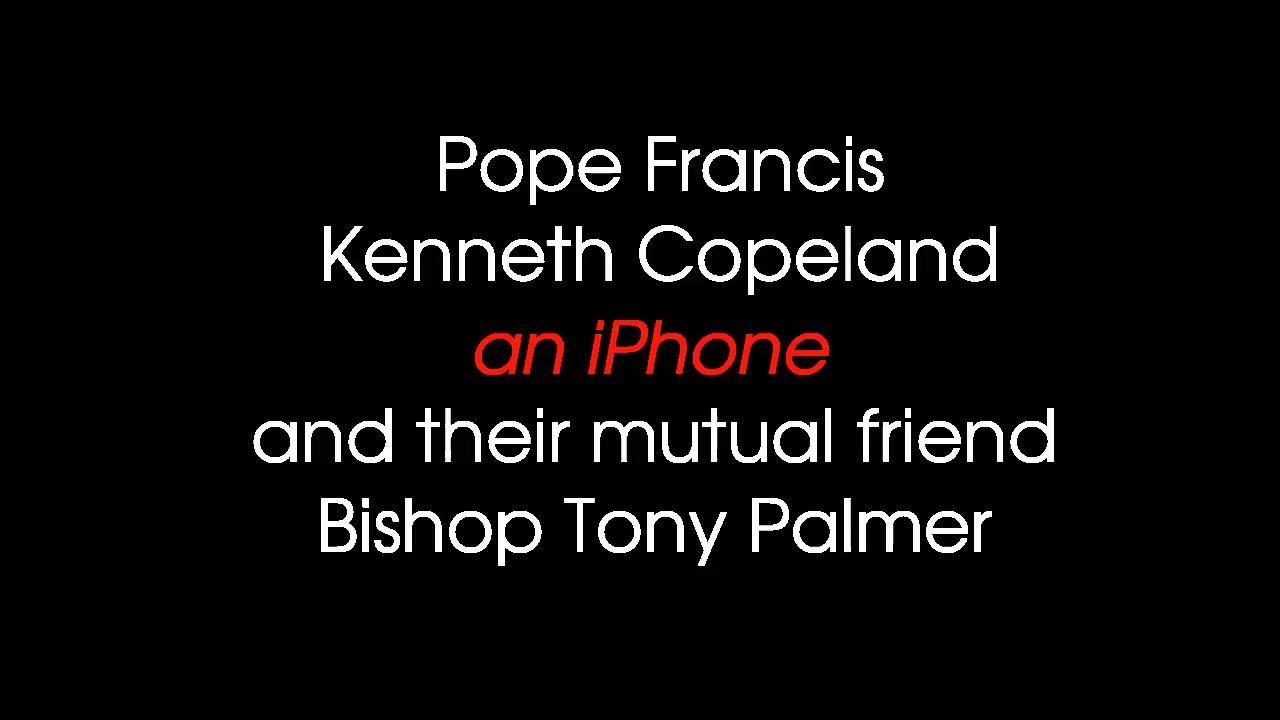 Pope Francis
Kenneth Copeland
an iPhone
and their mutual friend
Bishop Tony Palmer